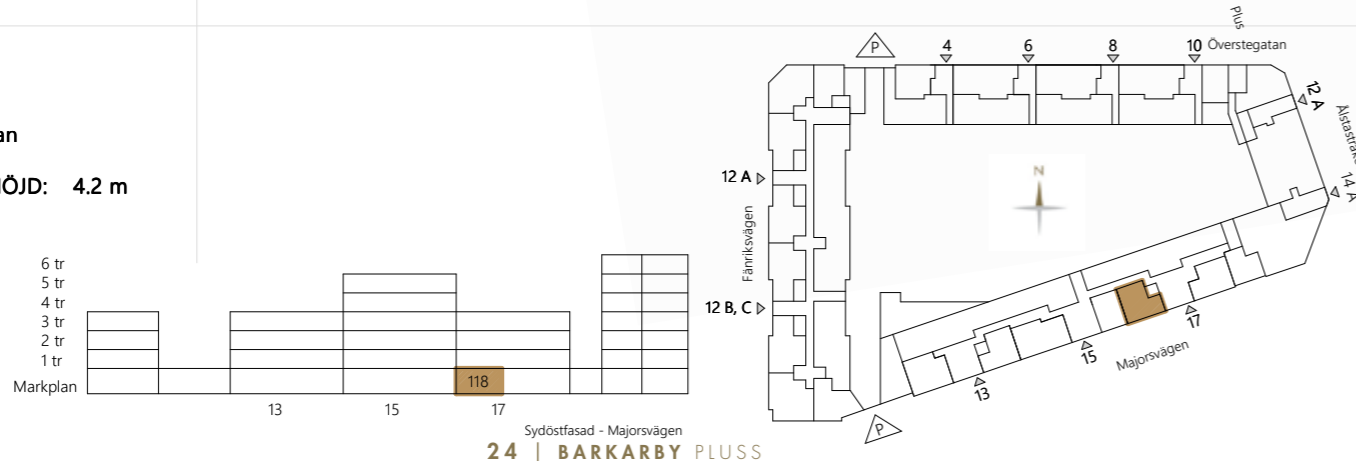 an
ÖJD: 4.2 m
6 tr
5 tr
4 tr
3 tr
2 tr
1 tr
Markplan
118
13
15
17
Sydöstfasad - Majorsvägen
P
4
6
8
10
Överstegatan
Plus
12 A
Ålstastråke
14 A
12 A
Fänriksvägen
12 B, C
N
17
15
Majorsvägen
13
P
24 | BARKARBY PLUSS